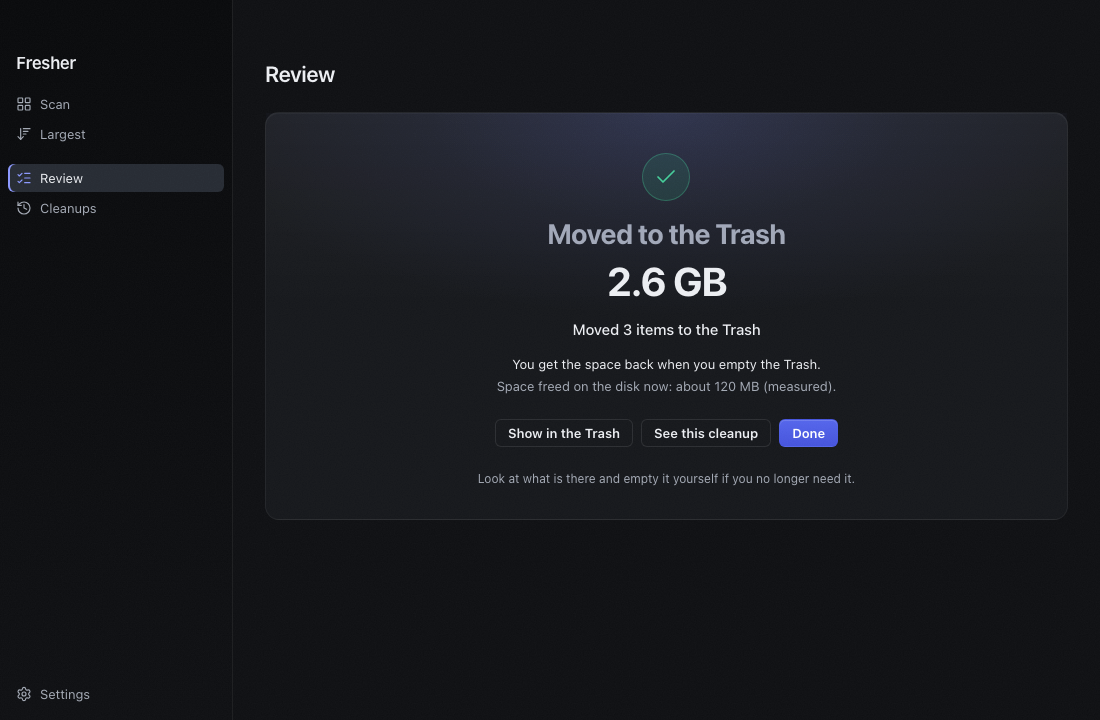 Fresher
Scan
Largest
Review
Cleanups
Settings
Review
Moved to the Trash
2.6 GB
Moved 3 items to the Trash
You get the space back when you empty the Trash.
Space freed on the disk now: about 120 MB (measured).
Show in the Trash
See this cleanup
Done
Look at what is there and empty it yourself if you no longer need it.